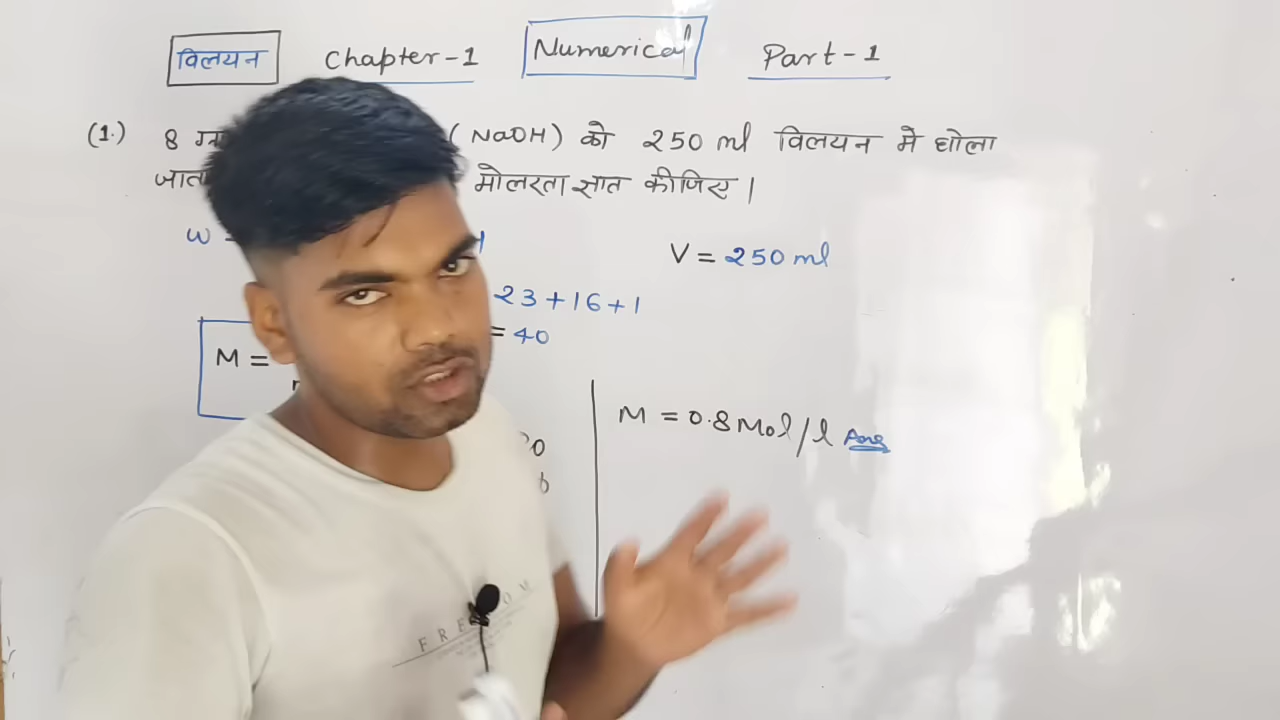 विलयन Chapter-1 Numerical Part-1
(1.) 8 (NaOH) को 250 ml विलयन मे घोला
जात मोलरता ज्ञात कीजिए।
W V = 250 ml
23+16+1
M = = 40
M = 0.8 Mol/l Ans
FREEDOM